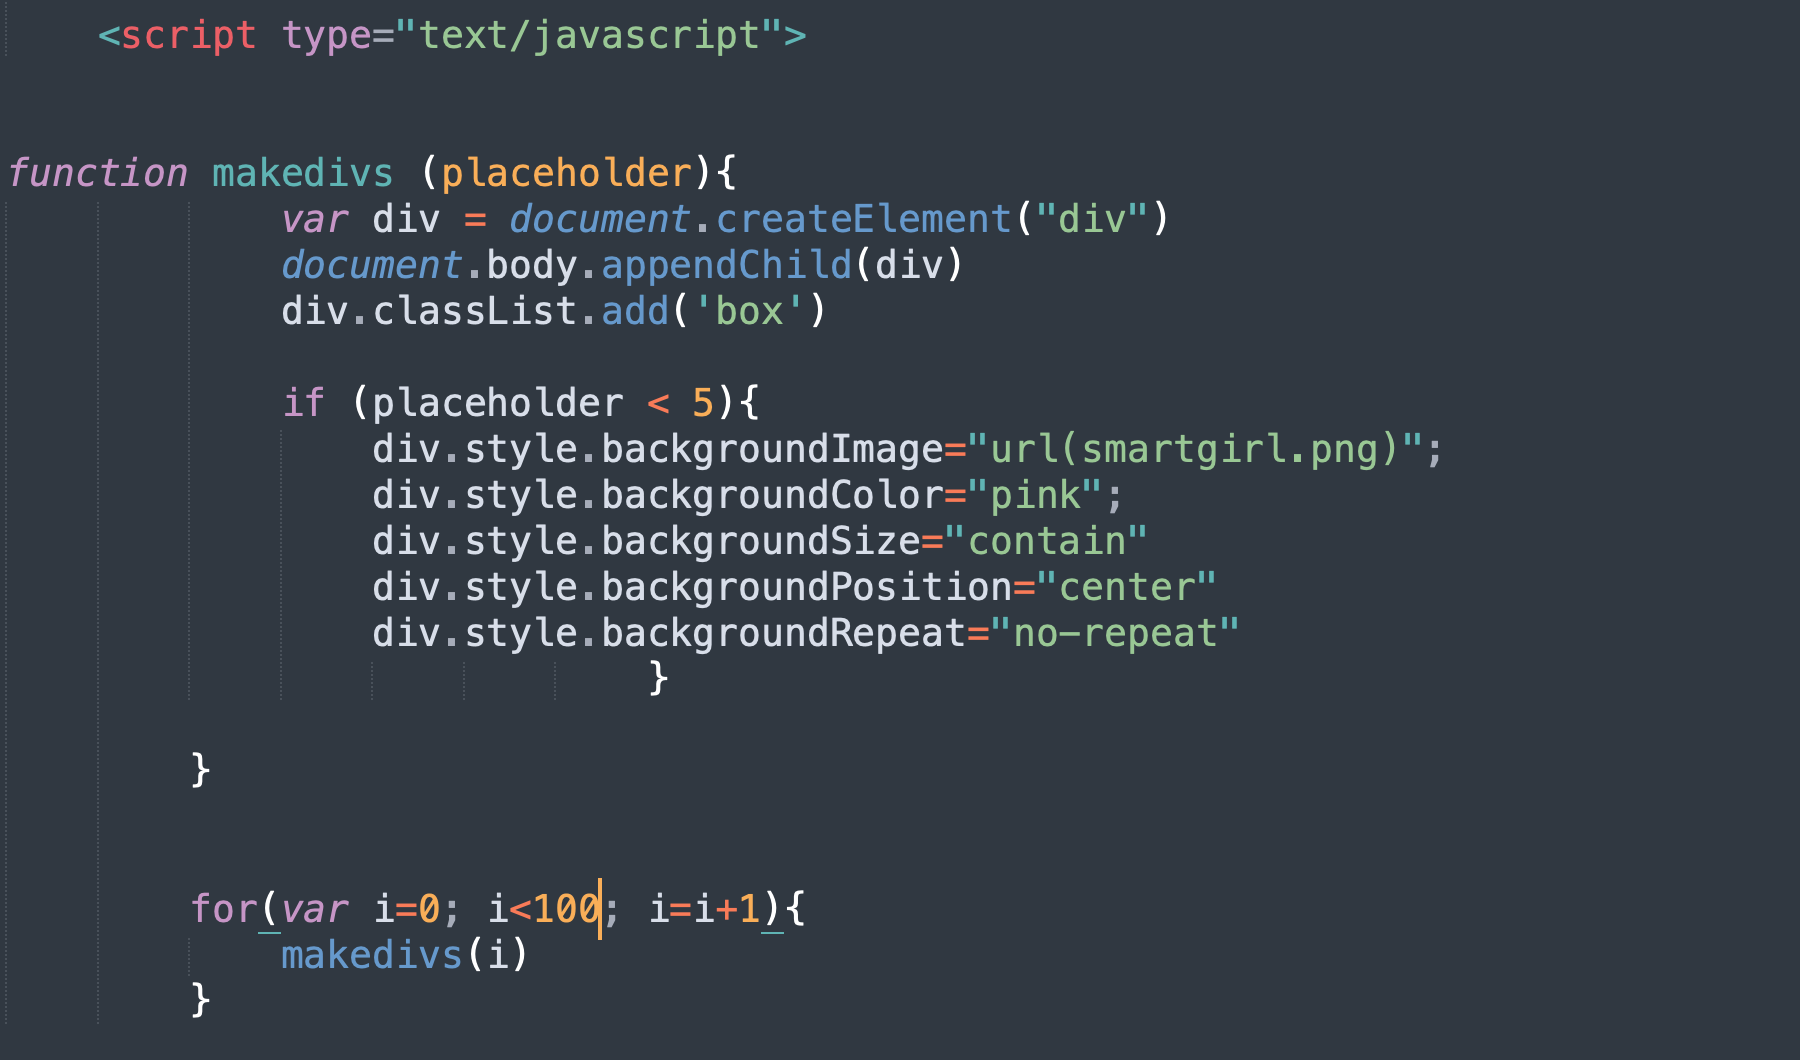 <script type="text/javascript">
function makedivs (placeholder){
var div = document.createElement("div")
document.body.appendChild(div)
div.classList.add('box')
if (placeholder < 5){
div.style.backgroundImage="url(smartgirl.png)";
div.style.backgroundColor="pink";
div.style.backgroundSize="contain"
div.style.backgroundPosition="center"
div.style.backgroundRepeat="no-repeat"
}
}
for(var i=0; i<100; i=i+1){
makedivs(i)
}